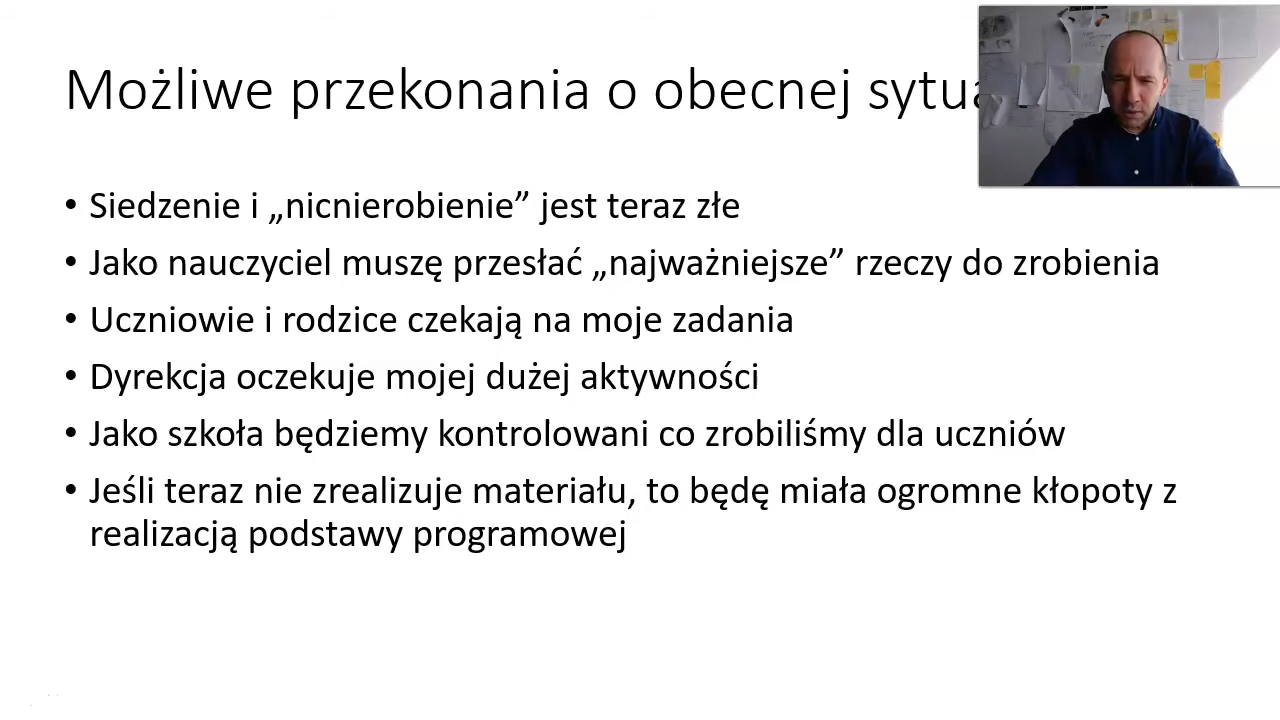 Możliwe przekonania o obecnej sytua
• Siedzenie i „nicnierobienie” jest teraz złe
• Jako nauczyciel muszę przesłać „najważniejsze” rzeczy do zrobienia
• Uczniowie i rodzice czekają na moje zadania
• Dyrekcja oczekuje mojej dużej aktywności
• Jako szkoła będziemy kontrolowani co zrobiliśmy dla uczniów
• Jeśli teraz nie zrealizuje materiału, to będę miała ogromne kłopoty z
realizacją podstawy programowej